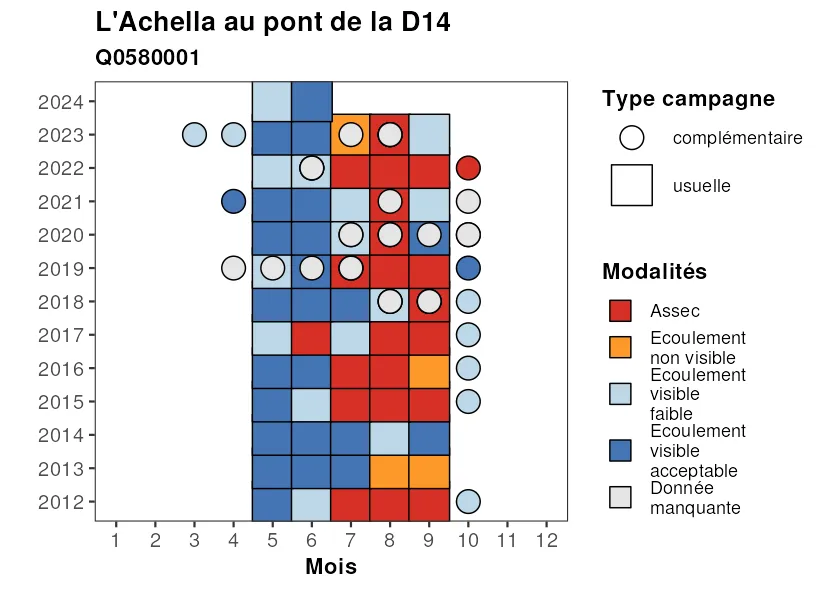 L'Achella au pont de la D14
Q0580001
2024
2023
2022
2021
2020
2019
2018
2017
2016
2015
2014
2013
2012
1 2 3 4 5 6 7 8 9 10 11 12
Mois
Type campagne
complémentaire
usuelle
Modalités
Assec
Ecoulement
non visible
Ecoulement
visible
faible
Ecoulement
visible
acceptable
Donnée
manquante